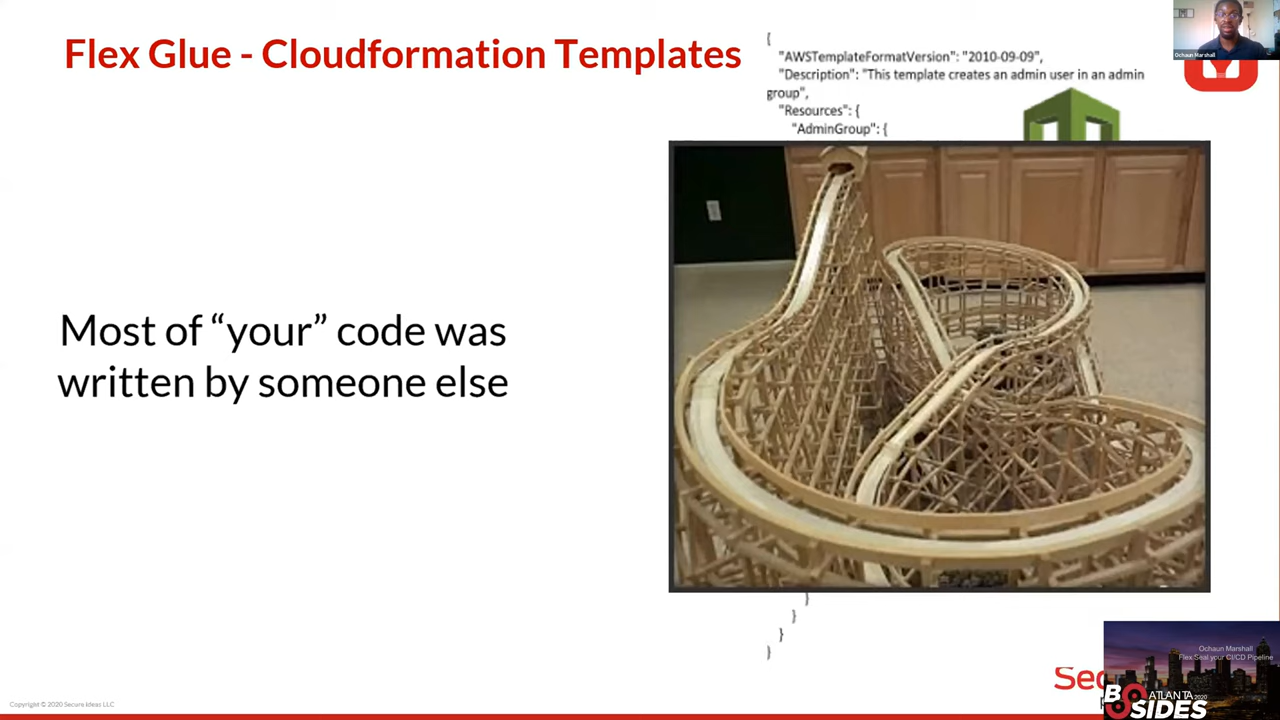 Flex Glue - Cloudformation Templates
{
"AWSTemplateFormatVersion": "2010-09-09",
"Description": "This template creates an admin user in an admin
group",
"Resources": {
"AdminGroup": {
Ochaun Marshall
Most of “your” code was
written by someone else
}
}
}
}
Ochaun Marshall
Flex Seal your CI/CD Pipeline
BSIDES
ATLANTA 2020
Copyright © 2020 Secure Ideas LLC